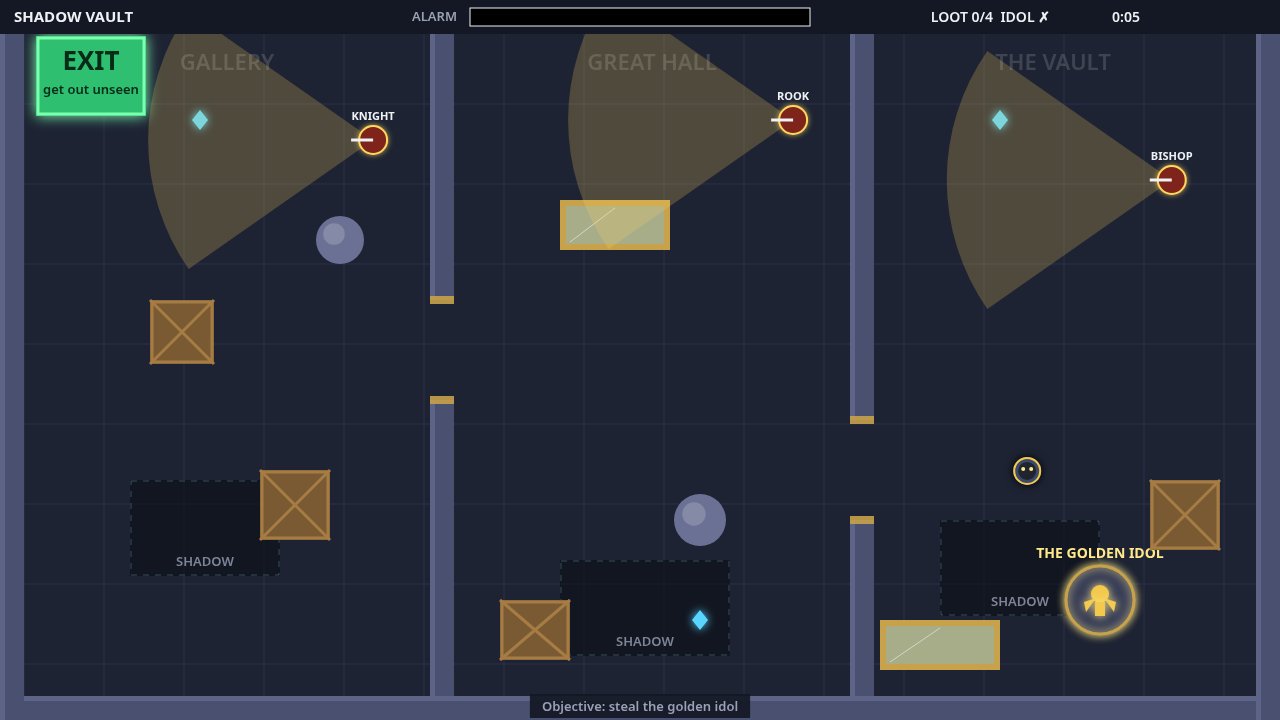 SHADOW VAULT
ALARM
LOOT 0/4 IDOL ✗
0:05
EXIT
get out unseen
GALLERY
GREAT HALL
THE VAULT
KNIGHT
ROOK
BISHOP
SHADOW
THE GOLDEN IDOL
SHADOW
SHADOW
Objective: steal the golden idol